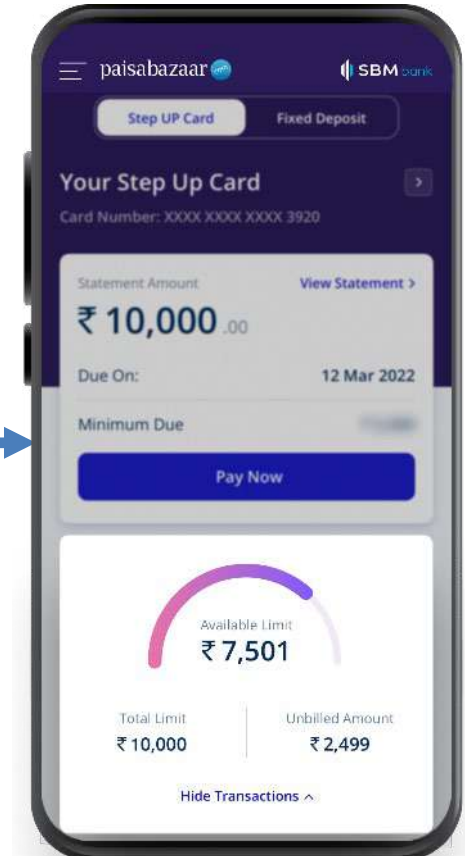 paisabazaar
SBM bank
Step UP Card Fixed Deposit
Your Step Up Card
Card Number: XXXX XXXX XXXX 3920
Statement Amount View Statement >
₹ 10,000 .00
Due On: 12 Mar 2022
Minimum Due
Pay Now
Available Limit
₹ 7,501
Total Limit Unbilled Amount
₹ 10,000 ₹ 2,499
Hide Transactions